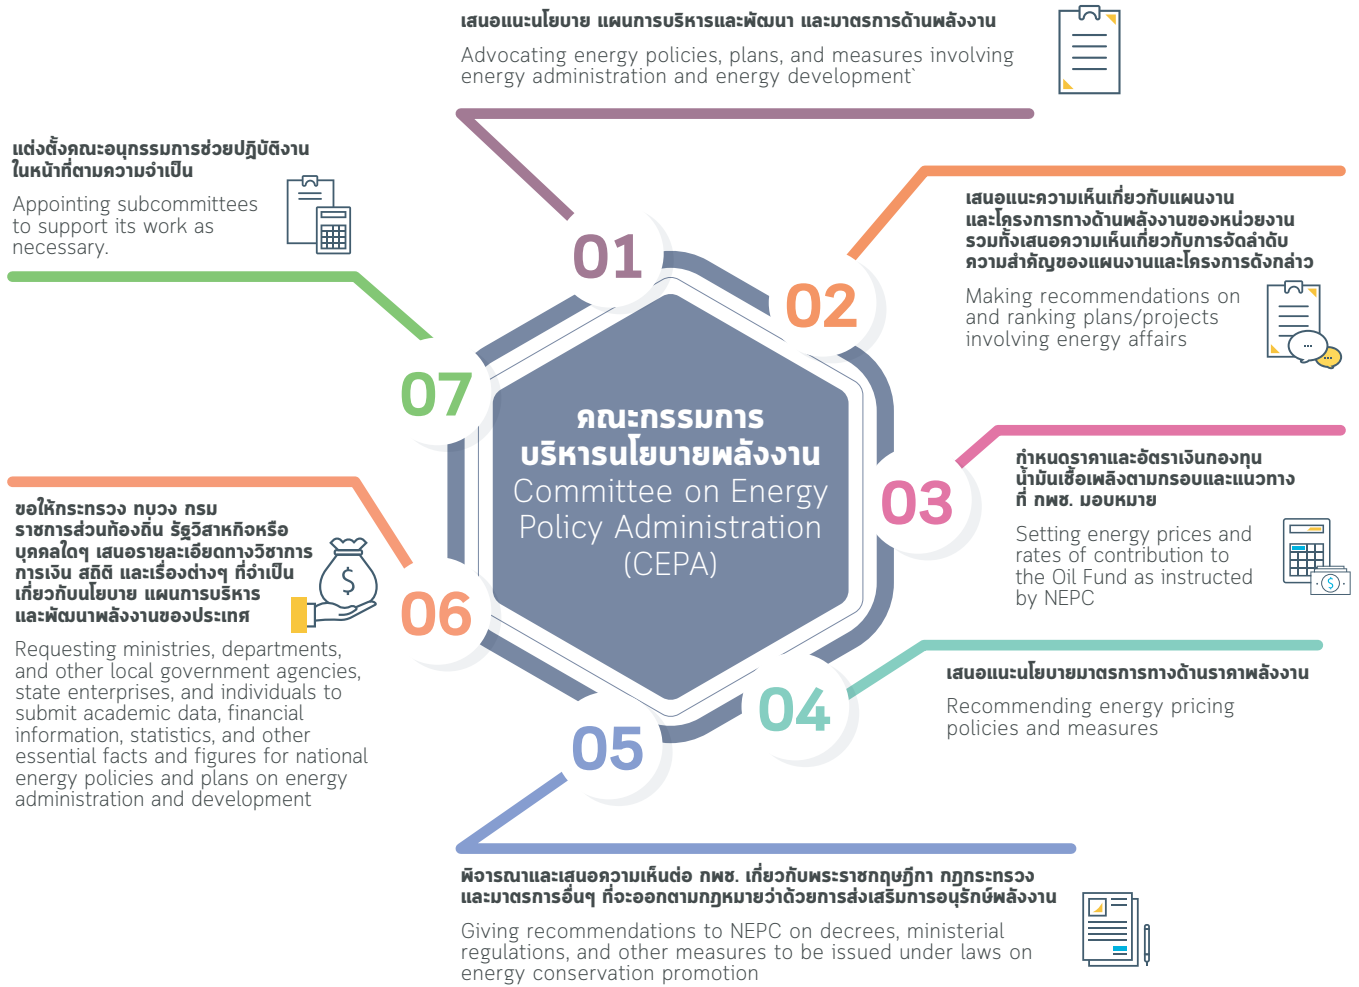 เสนอแนะนโยบาย แผนการบริหารและพัฒนา และมาตรการด้านพลังงาน
Advocating energy policies, plans, and measures involving
energy administration and energy development`
01
เสนอแนะความเห็นเกี่ยวกับแผนงาน
และโครงการทางด้านพลังงานของหน่วยงาน
รวมทั้งเสนอความเห็นเกี่ยวกับการจัดลำดับ
ความสำคัญของแผนงานและโครงการดังกล่าว
Making recommendations on
and ranking plans/projects
involving energy affairs
02
กำหนดราคาและอัตราเงินกองทุน
น้ำมันเชื้อเพลิงตามกรอบและแนวทาง
ที่ กพช. มอบหมาย
Setting energy prices and
rates of contribution to
the Oil Fund as instructed
by NEPC
03
เสนอแนะนโยบายมาตรการทางด้านราคาพลังงาน
Recommending energy pricing
policies and measures
04
พิจารณาและเสนอความเห็นต่อ กพช. เกี่ยวกับพระราชกฤษฎีกา กฎกระทรวง
และมาตรการอื่นๆ ที่จะออกตามกฎหมายว่าด้วยการส่งเสริมการอนุรักษ์พลังงาน
Giving recommendations to NEPC on decrees, ministerial
regulations, and other measures to be issued under laws on
energy conservation promotion
05
ขอให้กระทรวง ทบวง กรม
ราชการส่วนท้องถิ่น รัฐวิสาหกิจหรือ
บุคคลใดๆ เสนอรายละเอียดทางวิชาการ
การเงิน สถิติ และเรื่องต่างๆ ที่จำเป็น
เกี่ยวกับนโยบาย แผนการบริหาร
และพัฒนาพลังงานของประเทศ
Requesting ministries, departments,
and other local government agencies,
state enterprises, and individuals to
submit academic data, financial
information, statistics, and other
essential facts and figures for national
energy policies and plans on energy
administration and development
06
แต่งตั้งคณะอนุกรรมการช่วยปฏิบัติงาน
ในหน้าที่ตามความจำเป็น
Appointing subcommittees
to support its work as
necessary.
07
คณะกรรมการ
บริหารนโยบายพลังงาน
Committee on Energy
Policy Administration
(CEPA)